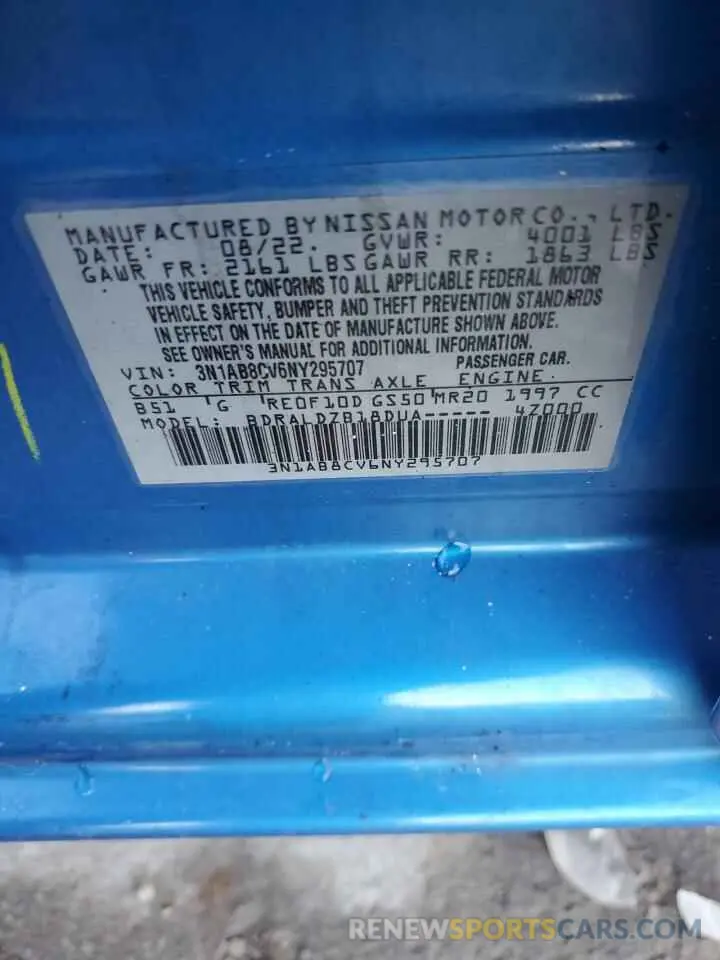 MANUFACTURED BY NISSAN MOTOR CO., LTD.
DATE: 08/22. GVWR: 4001 LBS
GAWR FR: 2161 LBS GAWR RR: 1863 LBS
THIS VEHICLE CONFORMS TO ALL APPLICABLE FEDERAL MOTOR
VEHICLE SAFETY, BUMPER AND THEFT PREVENTION STANDARDS
IN EFFECT ON THE DATE OF MANUFACTURE SHOWN ABOVE.
SEE OWNER'S MANUAL FOR ADDITIONAL INFORMATION.
VIN: 3N1AB8CV6NY295707 PASSENGER CAR.
COLOR TRIM TRANS AXLE ENGINE.
B51 'G RE0F10D GS50 MR20 1997 CC
MODEL: BDRALDZB18DUA----- 4Z000
3N1AB8CV6NY295707
RENEWSPORTSCARS.COM